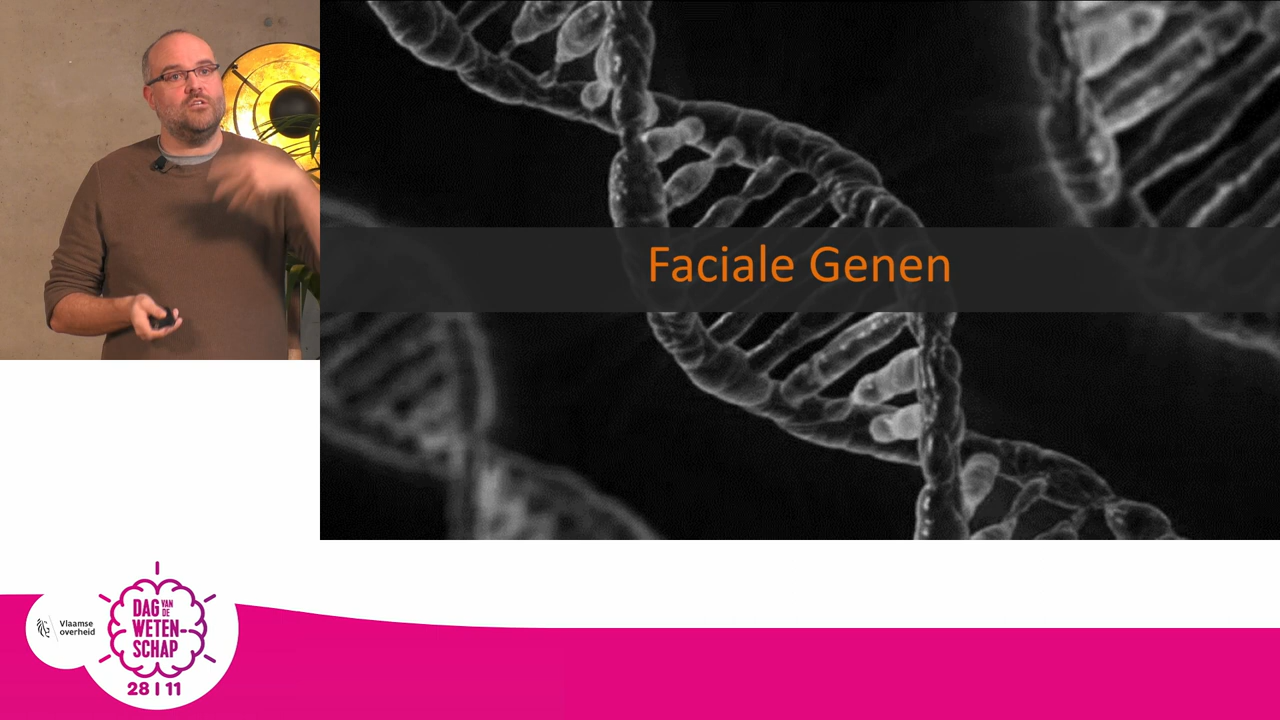 Faciale Genen
Vlaamse
overheid
DAG VAN DE
WETEN-
SCHAP
28 | 11